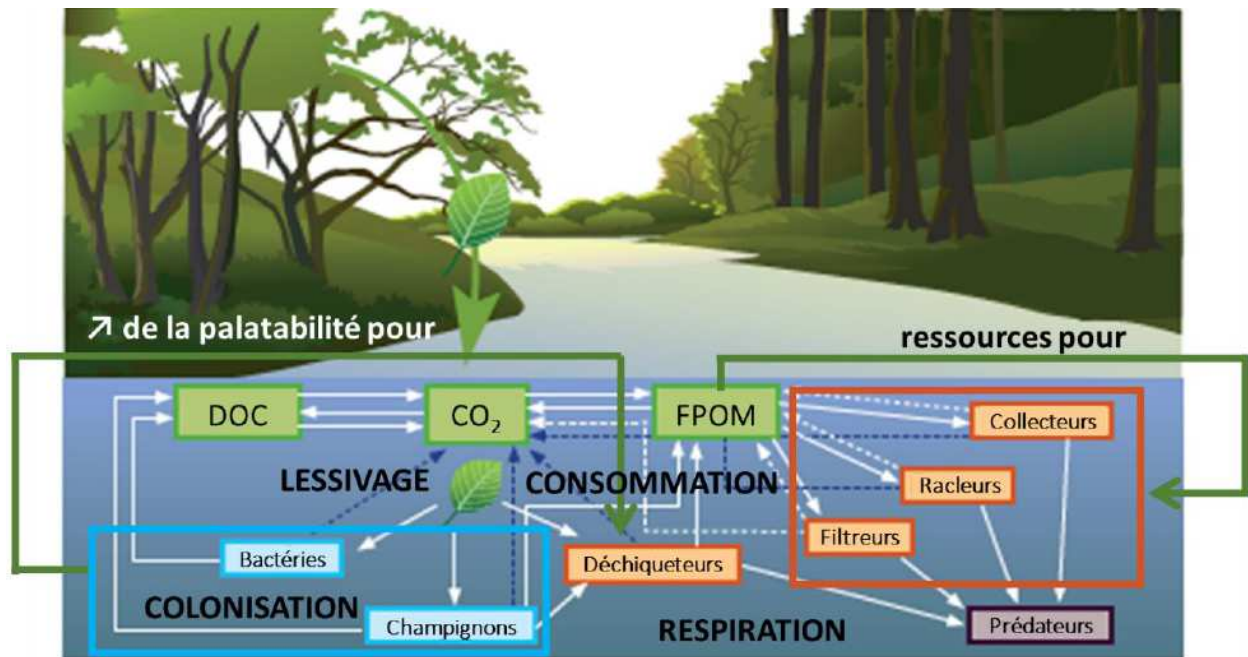 ↗ de la palatabilité pour
ressources pour
DOC
CO₂
FPOM
Collecteurs
LESSIVAGE
CONSOMMATION
Racleurs
Filtreurs
Bactéries
Déchiqueteurs
COLONISATION
Champignons
RESPIRATION
Prédateurs